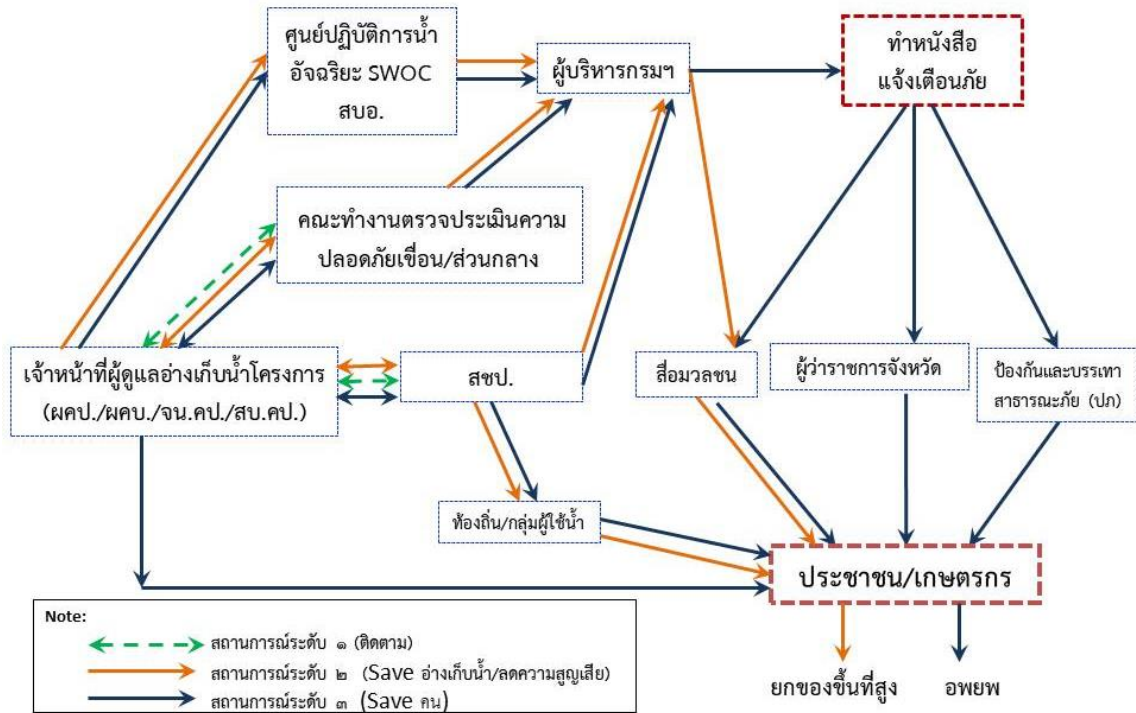 ศูนย์ปฏิบัติการน้ำ
อัจฉริยะ SWOC
สบอ.
ผู้บริหารกรมฯ
ทำหนังสือ
แจ้งเตือนภัย
คณะทำงานตรวจประเมินความ
ปลอดภัยเขื่อน/ส่วนกลาง
เจ้าหน้าที่ผู้ดูแลอ่างเก็บน้ำโครงการ
(ผคป./ผคบ./จน.คป./สบ.คป.)
สชป.
สื่อมวลชน
ผู้ว่าราชการจังหวัด
ป้องกันและบรรเทา
สาธารณะภัย (ปภ)
ท้องถิ่น/กลุ่มผู้ใช้น้ำ
ประชาชน/เกษตรกร
Note:
สถานการณ์ระดับ ๑ (ติดตาม)
สถานการณ์ระดับ ๒ (Save อ่างเก็บน้ำ/ลดความสูญเสีย)
สถานการณ์ระดับ ๓ (Save คน)
ยกของขึ้นที่สูง
อพยพ